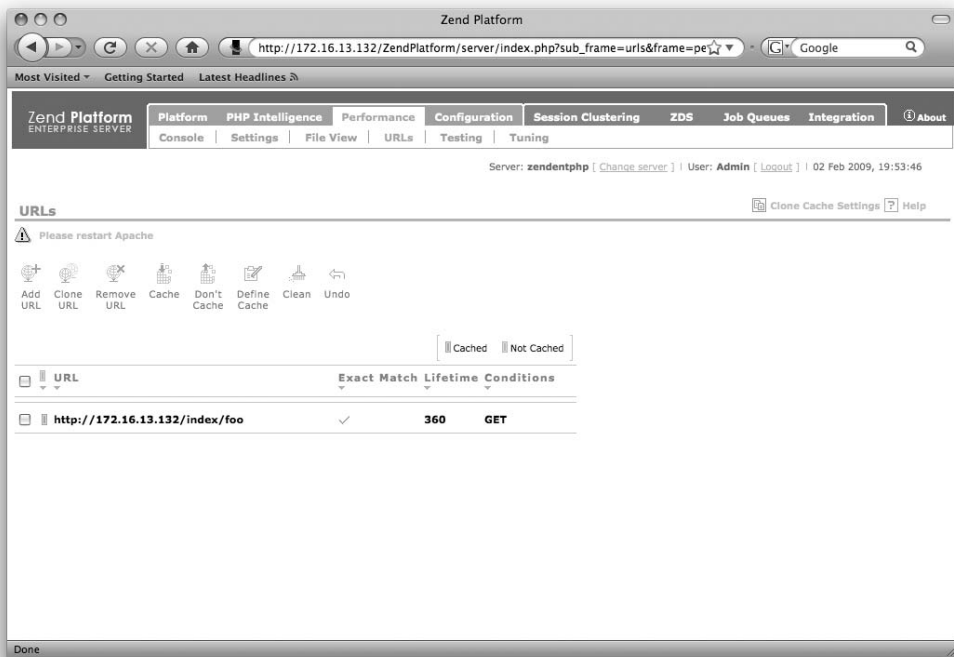 Zend Platform
http://172.16.13.132/ZendPlatform/server/index.php?sub_frame=urls&frame=pe
G Google
Most Visited Getting Started Latest Headlines
Zend Platform
ENTERPRISE SERVER
Platform PHP Intelligence Performance Configuration Session Clustering ZDS Job Queues Integration About
Console | Settings | File View | URLs | Testing | Tuning
Server: zendentphp [ Change server ] | User: Admin [ Logout ] | 02 Feb 2009, 19:53:46
URLs
Clone Cache Settings ? Help
Please restart Apache
Add URL
Clone URL
Remove URL
Cache
Don't Cache
Define Cache
Clean
Undo
Cached Not Cached
URL Exact Match Lifetime Conditions
http://172.16.13.132/index/foo 360 GET
Done